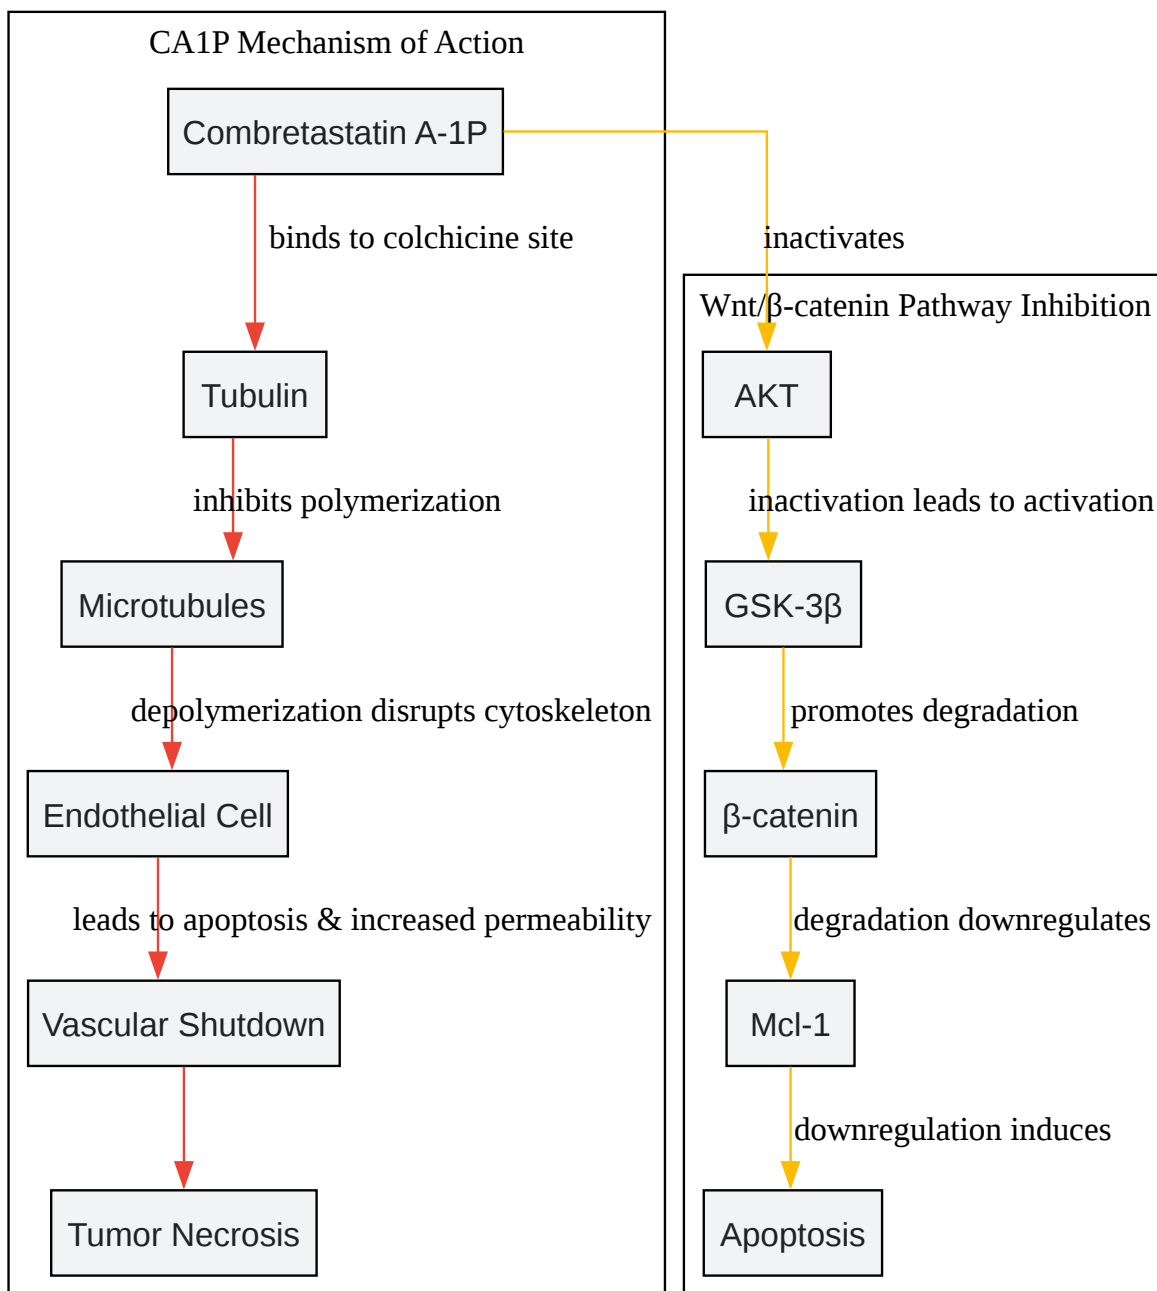 CA1P Mechanism of Action
Combretastatin A-1P
binds to colchicine site
Tubulin
inhibits polymerization
Microtubules
depolymerization disrupts cytoskeleton
Endothelial Cell
leads to apoptosis & increased permeability
Vascular Shutdown
Tumor Necrosis
inactivates
Wnt/β-catenin Pathway Inhibition
AKT
inactivation leads to activation
GSK-3β
promotes degradation
β-catenin
degradation downregulates
Mcl-1
downregulation induces
Apoptosis